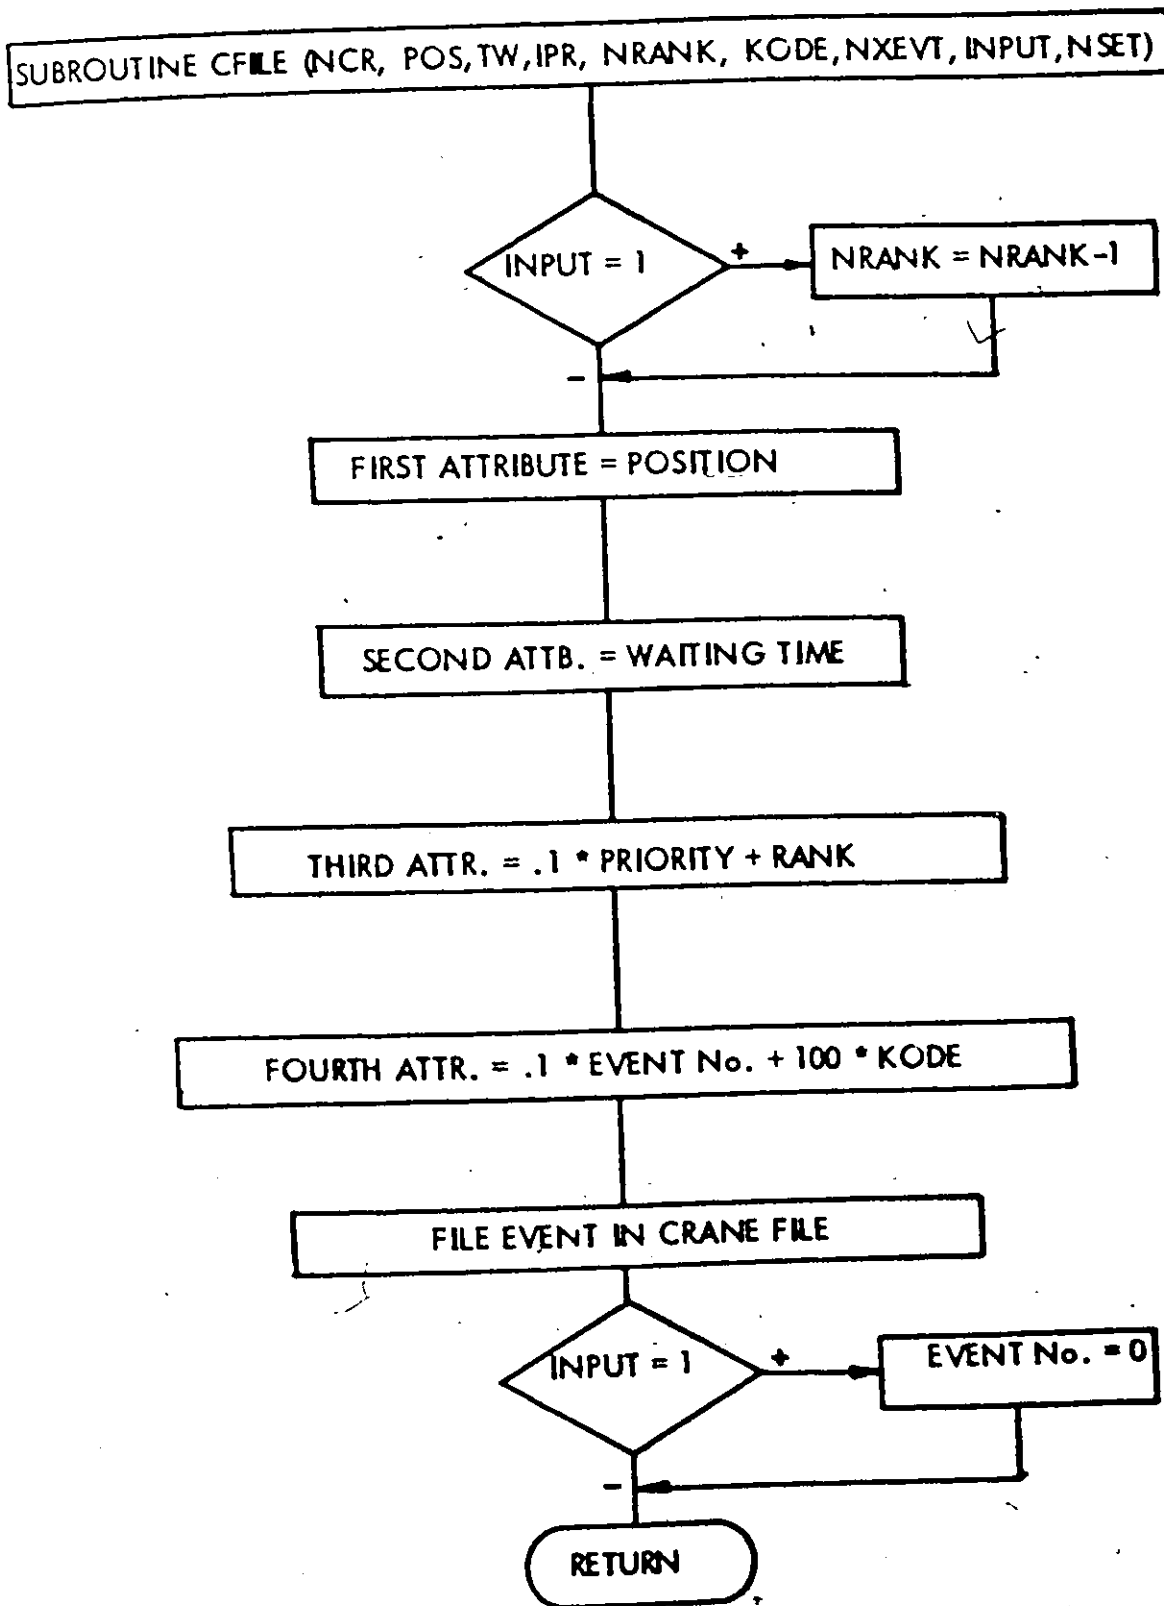 SUBROUTINE CFILE (NCR, POS, TW, IPR, NRANK, KODE, NXEVT, INPUT, NSET)
INPUT = 1
+
NRANK = NRANK-1
-
FIRST ATTRIBUTE = POSITION
SECOND ATTB. = WAITING TIME
THIRD ATTR. = .1 * PRIORITY + RANK
FOURTH ATTR. = .1 * EVENT No. + 100 * KODE
FILE EVENT IN CRANE FILE
INPUT = 1
+
EVENT No. = 0
-
RETURN